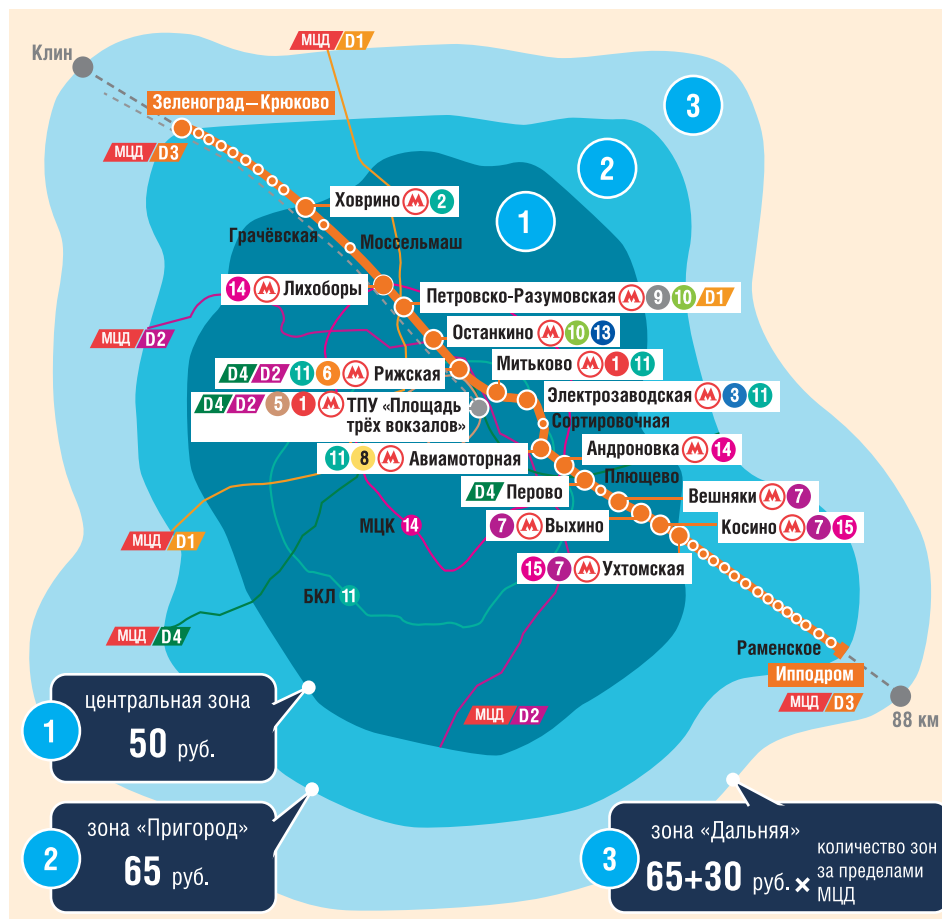 МЦД D1
Клин
3
Зеленоград–Крюково
МЦД D3
2
1
Ховрино М 2
Грачёвская
Моссельмаш
14 М Лихоборы
Петровско-Разумовская М 9 10 D1
МЦД D2
Останкино М 10 13
Митьково М 1 11
D4 D2 11 6 М Рижская
Электрозаводская М 3 11
D4 D2 5 1 М ТПУ «Площадь
трёх вокзалов»
Сортировочная
Андроновка М 14
11 8 М Авиамоторная
Плющево
D4 Перово
Вешняки М 7
МЦК 14
7 М Выхино
Косино М 7 15
МЦД D1
15 7 М Ухтомская
БКЛ 11
МЦД D4
Раменское
Ипподром
МЦД D3
88 км
МЦД D2
1
центральная зона
50 руб.
2
зона «Пригород»
65 руб.
3
зона «Дальняя»
65+30 руб. ×
количество зон
за пределами
МЦД